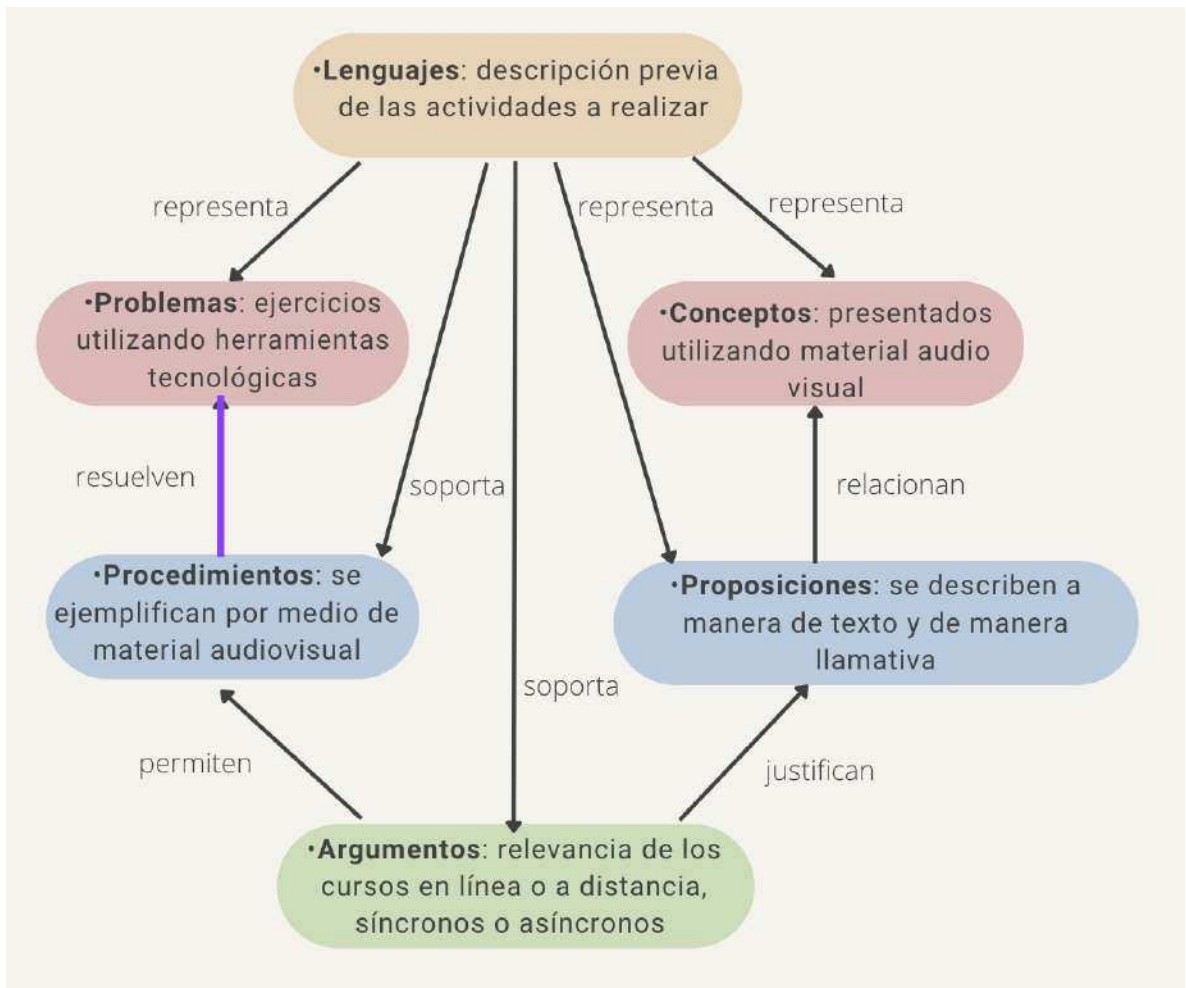 •Lenguajes: descripción previa
de las actividades a realizar
representa
representa
representa
•Problemas: ejercicios
utilizando herramientas
tecnológicas
•Conceptos: presentados
utilizando material audio
visual
resuelven
soporta
relacionan
•Procedimientos: se
ejemplifican por medio de
material audiovisual
•Proposiciones: se describen a
manera de texto y de manera
llamativa
soporta
permiten
justifican
•Argumentos: relevancia de los
cursos en línea o a distancia,
síncronos o asíncronos